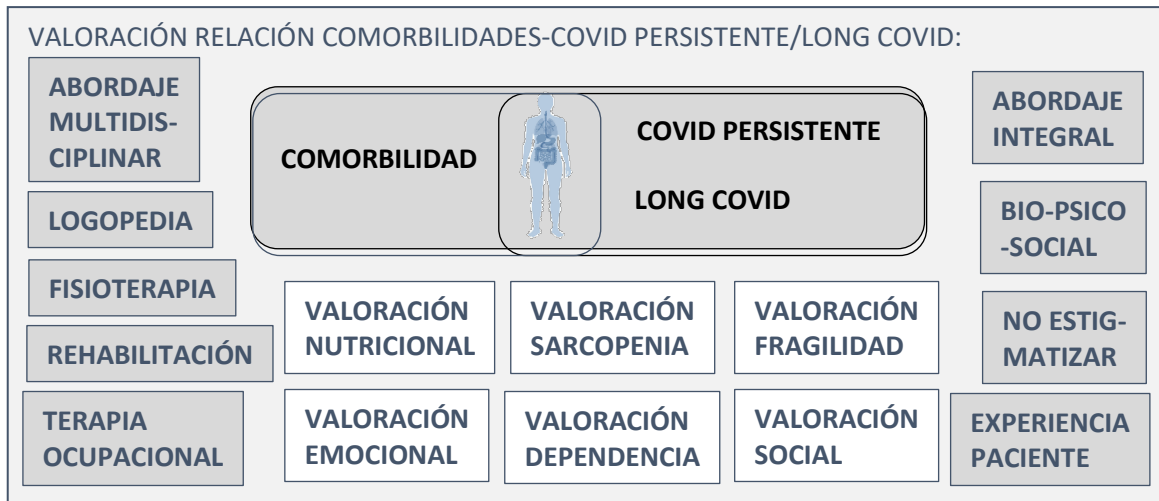 VALORACIÓN RELACIÓN COMORBILIDADES-COVID PERSISTENTE/LONG COVID:
ABORDAJE
MULTIDIS-
CIPLINAR
LOGOPEDIA
FISIOTERAPIA
REHABILITACIÓN
TERAPIA
OCUPACIONAL
COMORBILIDAD
COVID PERSISTENTE
LONG COVID
VALORACIÓN
NUTRICIONAL
VALORACIÓN
SARCOPENIA
VALORACIÓN
FRAGILIDAD
VALORACIÓN
EMOCIONAL
VALORACIÓN
DEPENDENCIA
VALORACIÓN
SOCIAL
ABORDAJE
INTEGRAL
BIO-PSICO
-SOCIAL
NO ESTIG-
MATIZAR
EXPERIENCIA
PACIENTE